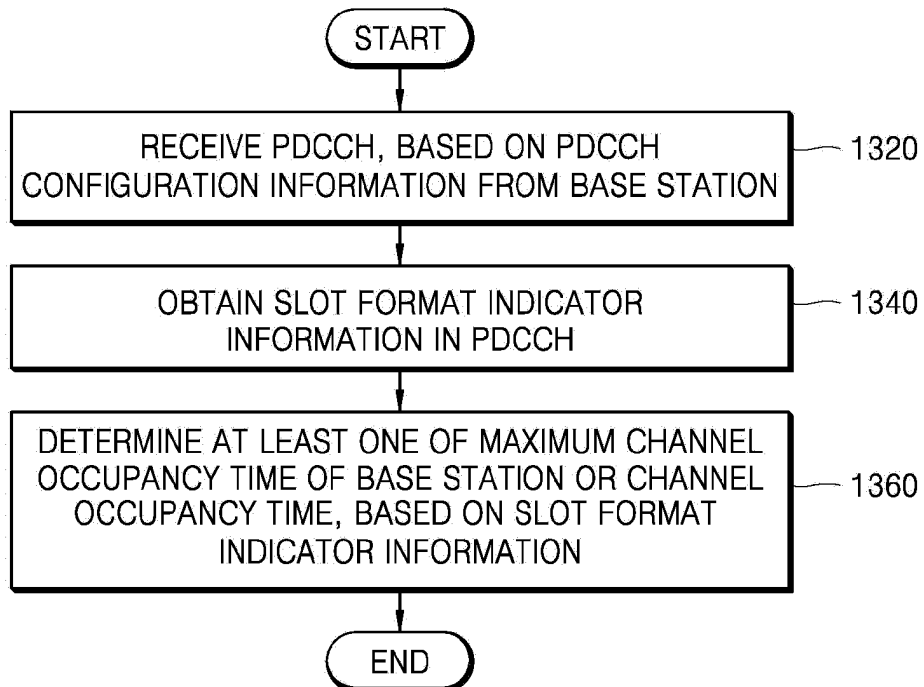 START
RECEIVE PDCCH, BASED ON PDCCH
CONFIGURATION INFORMATION FROM BASE STATION
1320
OBTAIN SLOT FORMAT INDICATOR
INFORMATION IN PDCCH
1340
DETERMINE AT LEAST ONE OF MAXIMUM CHANNEL
OCCUPANCY TIME OF BASE STATION OR CHANNEL
OCCUPANCY TIME, BASED ON SLOT FORMAT
INDICATOR INFORMATION
1360
END